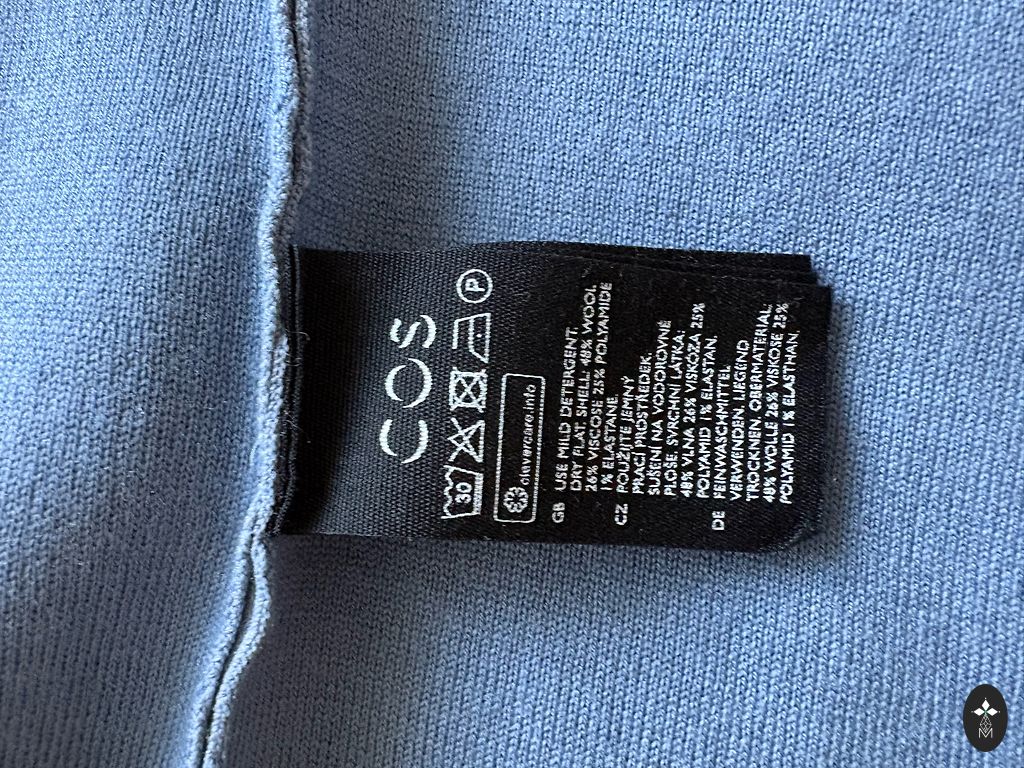 COS
30
P
clevercare.info
GB USE MILD DETERGENT.
DRY FLAT. SHELL: 48% WOOL
26% VISCOSE 25% POLYAMIDE
1% ELASTANE.
CZ POUŽIJTE JEMNÝ
PRACÍ PROSTŘEDEK.
SUŠENÍ NA VODOROVNÉ
PLOŠE. SVRCHNÍ LÁTKA:
48% VLNA 26% VISKÓZA 25%
POLYAMID 1% ELASTAN.
DE FEINWASCHMITTEL
VERWENDEN. LIEGEND
TROCKNEN. OBERMATERIAL:
48% WOLLE 26% VISKOSE 25%
POLYAMID 1% ELASTHAN.
M